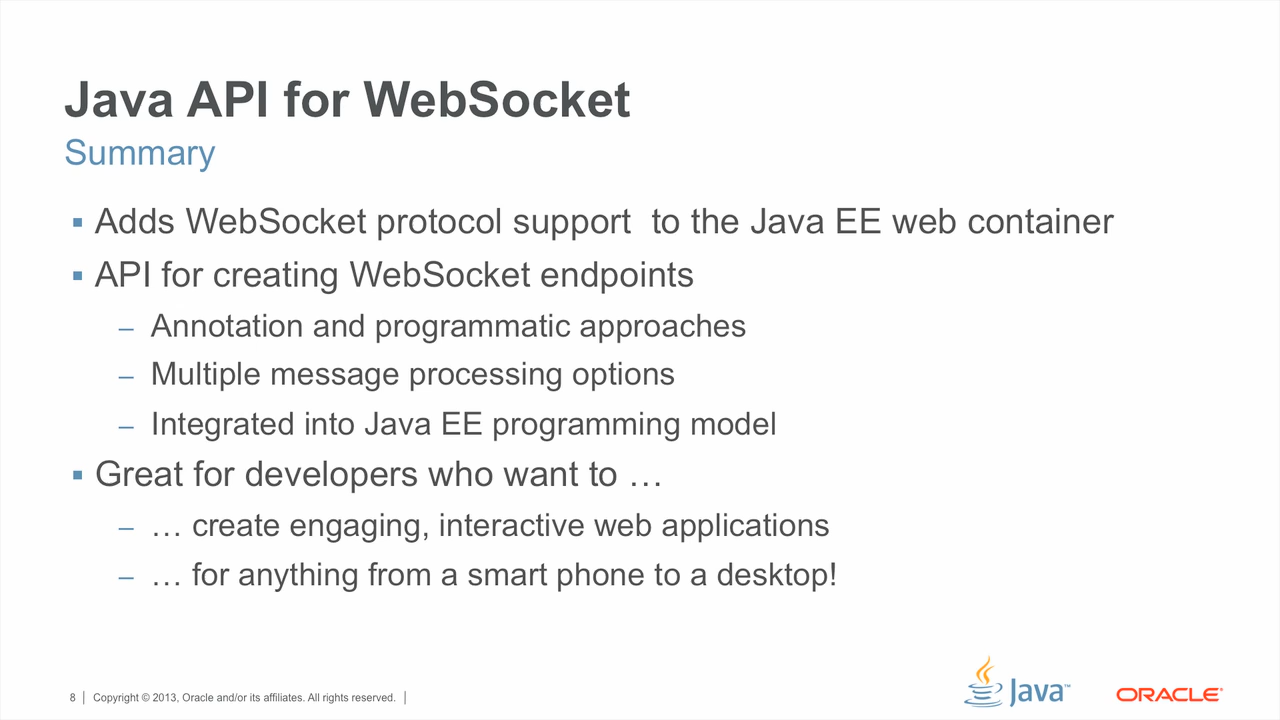 Java API for WebSocket
Summary
▪ Adds WebSocket protocol support  to the Java EE web container
▪ API for creating WebSocket endpoints
– Annotation and programmatic approaches
– Multiple message processing options
– Integrated into Java EE programming model
▪ Great for developers who want to …
– … create engaging, interactive web applications
– … for anything from a smart phone to a desktop!
8 | Copyright © 2013, Oracle and/or its affiliates. All rights reserved. |
Java™
ORACLE®